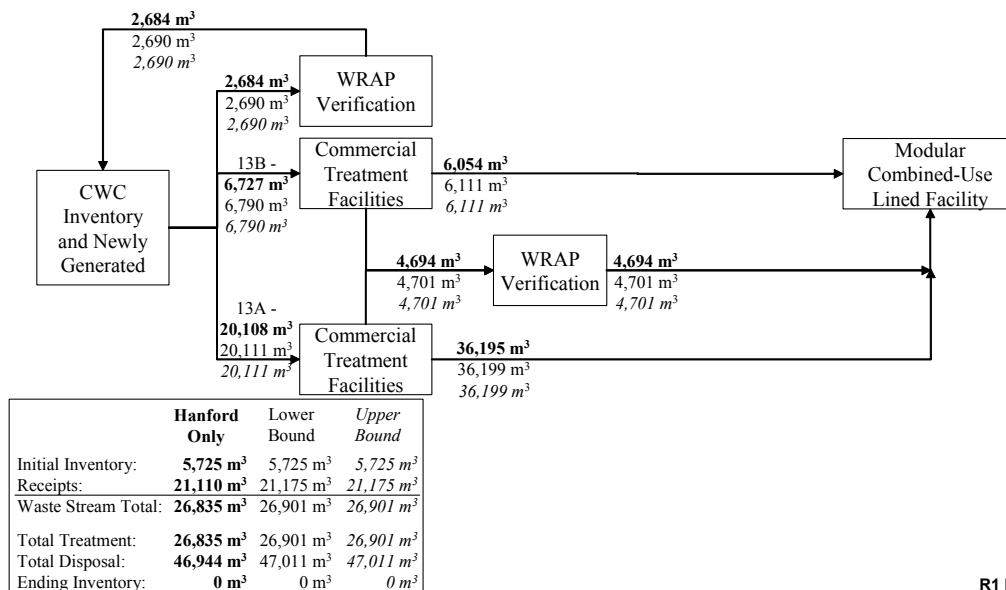 2,684 m³
2,690 m³
2,690 m³
2,684 m³
2,690 m³
2,690 m³
WRAP
Verification
CWC
Inventory
and Newly
Generated
13B -
6,727 m³
6,790 m³
6,790 m³
Commercial
Treatment
Facilities
6,054 m³
6,111 m³
6,111 m³
Modular
Combined-Use
Lined Facility
4,694 m³
4,701 m³
4,701 m³
WRAP
Verification
4,694 m³
4,701 m³
4,701 m³
13A -
20,108 m³
20,111 m³
20,111 m³
Commercial
Treatment
Facilities
36,195 m³
36,199 m³
36,199 m³
Hanford Lower Upper
Only Bound Bound
Initial Inventory: 5,725 m³ 5,725 m³ 5,725 m³
Receipts: 21,110 m³ 21,175 m³ 21,175 m³
Waste Stream Total: 26,835 m³ 26,901 m³ 26,901 m³
Total Treatment: 26,835 m³ 26,901 m³ 26,901 m³
Total Disposal: 46,944 m³ 47,011 m³ 47,011 m³
Ending Inventory: 0 m³ 0 m³ 0 m³
R1